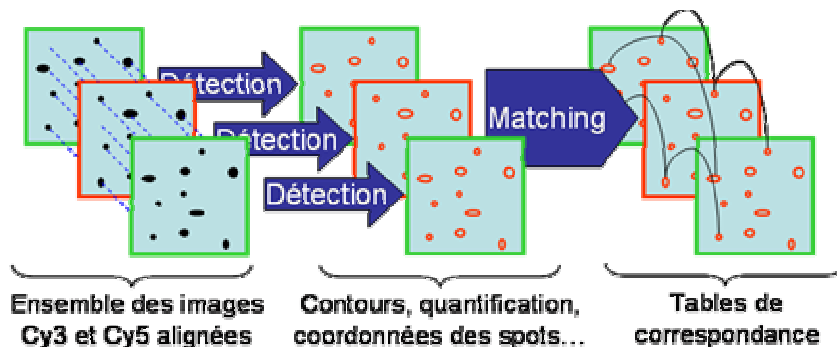 Détection
Détection
Détection
Matching
Ensemble des images
Cy3 et Cy5 alignées
Contours, quantification,
coordonnées des spots...
Tables de
correspondance